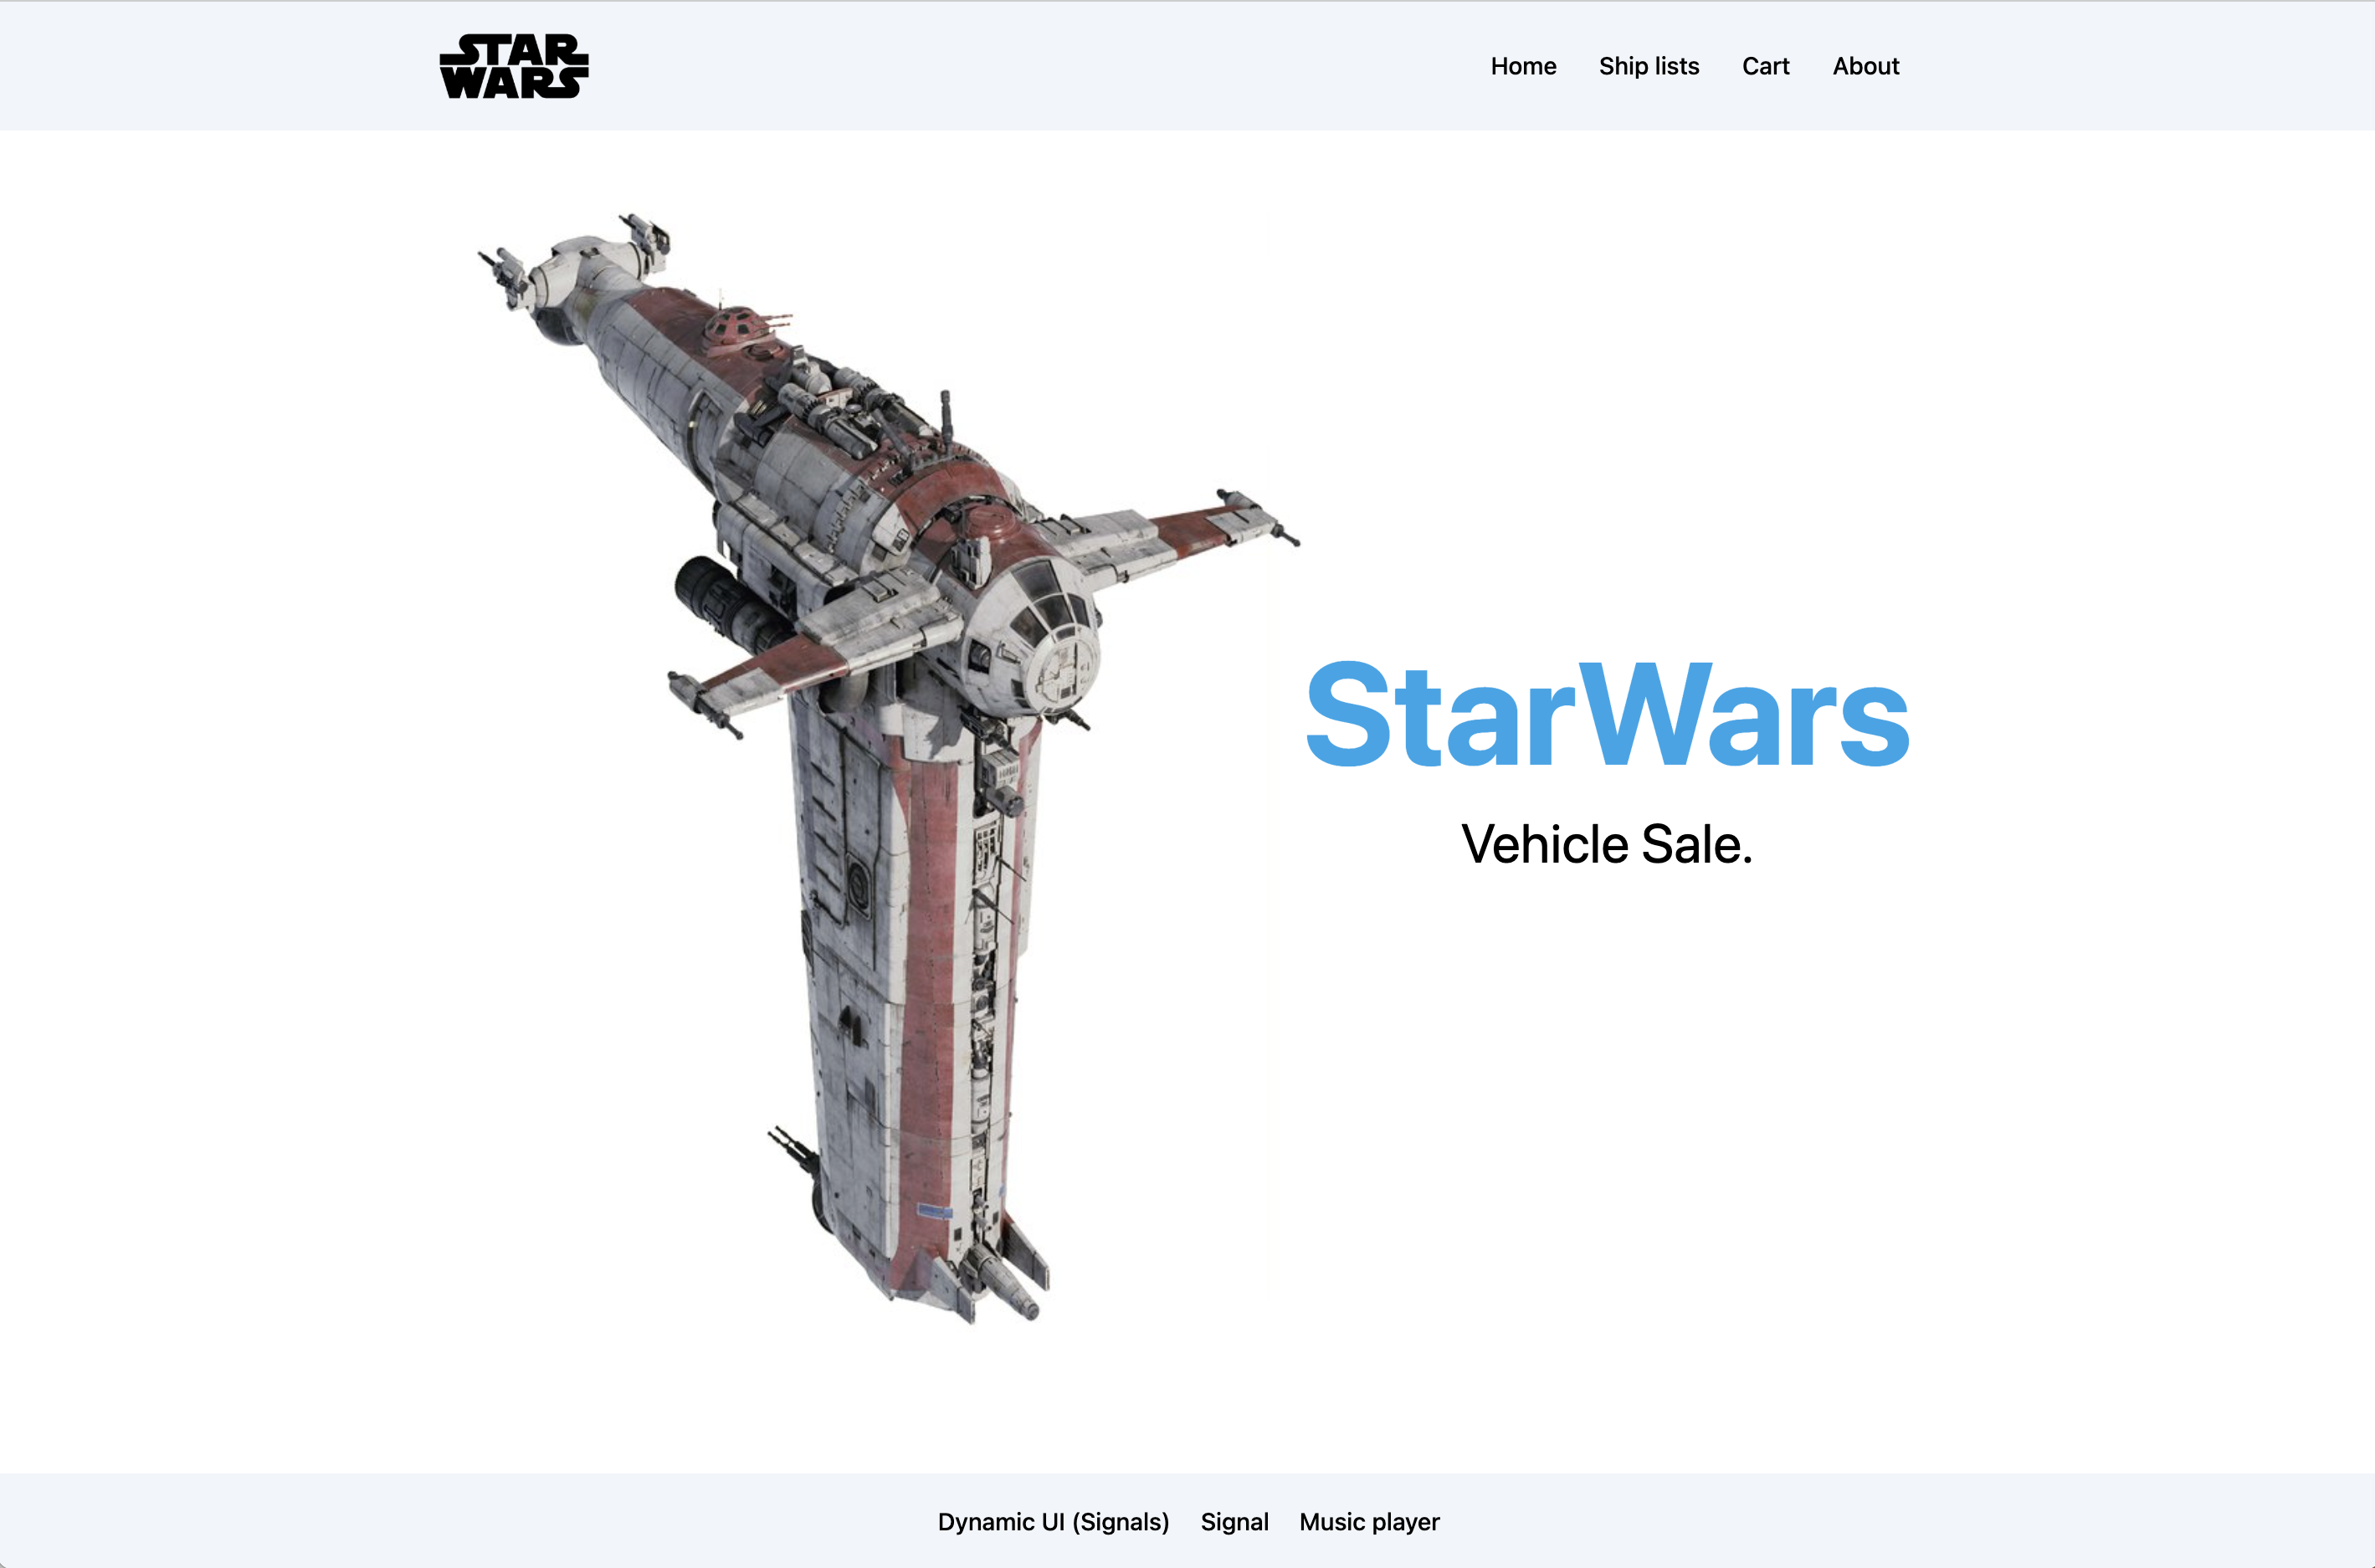 STAR
WARS
Home Ship lists Cart About
StarWars
Vehicle Sale.
Dynamic UI (Signals) Signal Music player